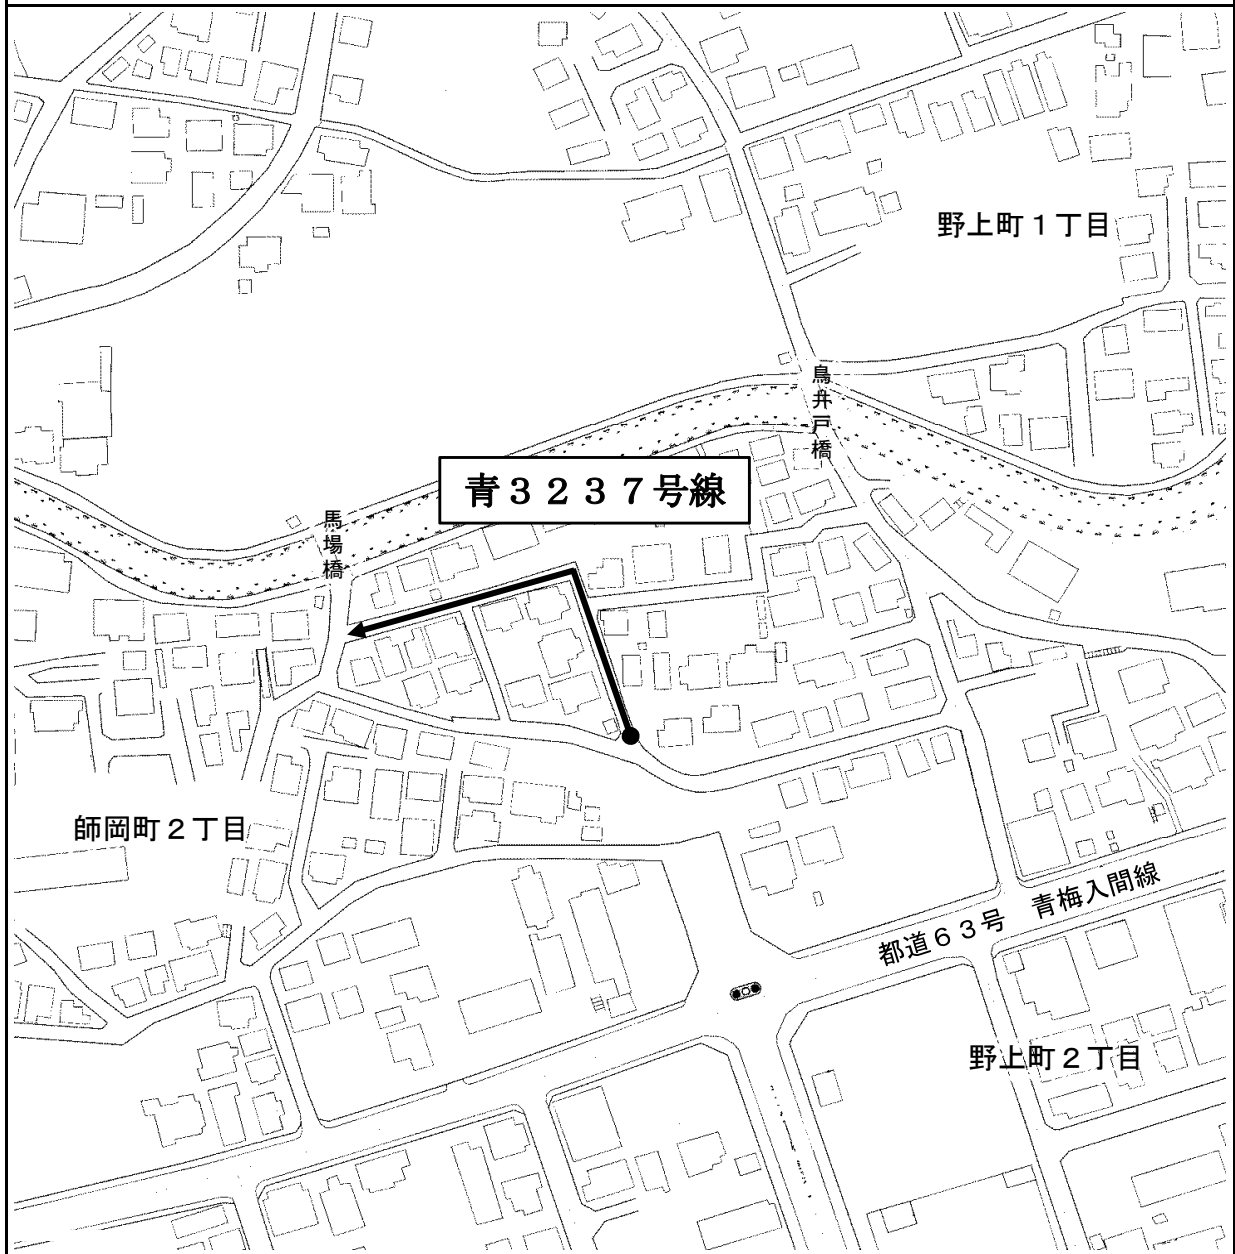 野上町１丁目
鳥井戸橋
青３２３７号線
馬場橋
師岡町２丁目
都道６３号　青梅入間線
野上町２丁目